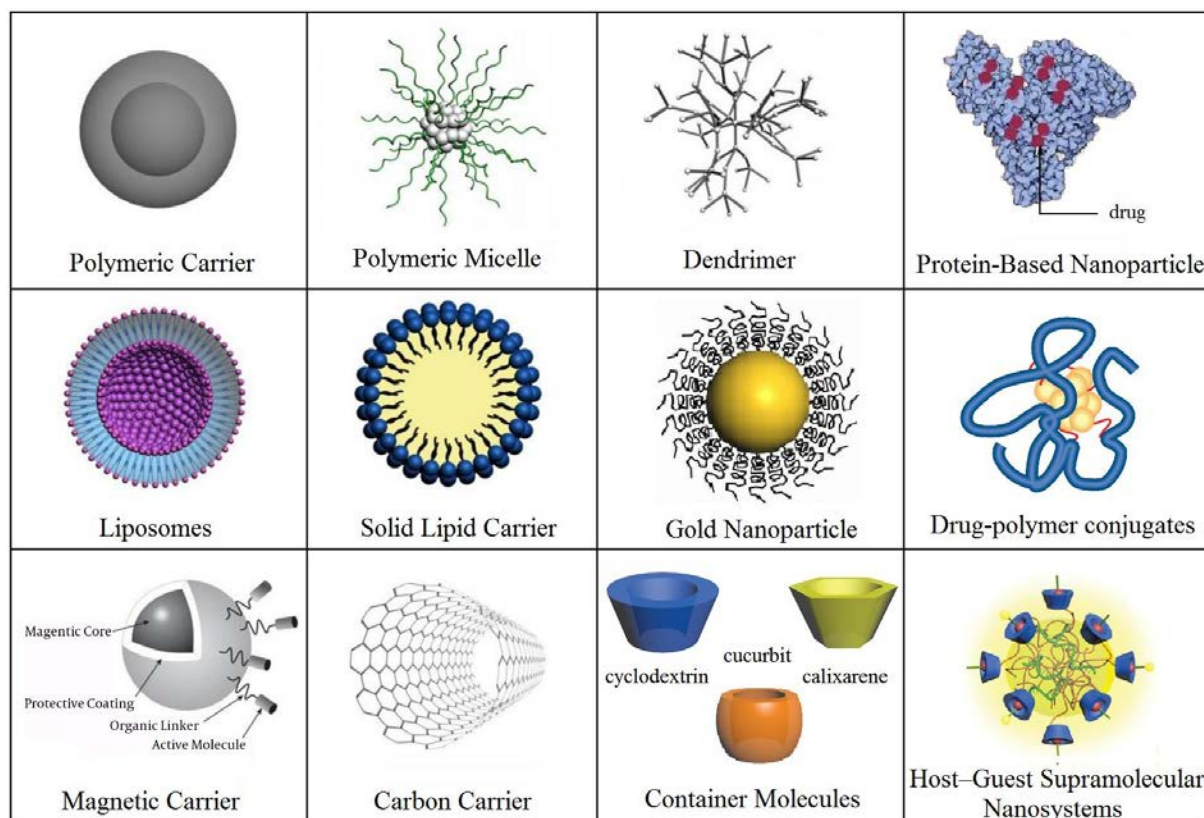 Polymeric Carrier
Polymeric Micelle
Dendrimer
drug
Protein-Based Nanoparticle
Liposomes
Solid Lipid Carrier
Gold Nanoparticle
Drug-polymer conjugates
Magentic Core
Protective Coating
Organic Linker
Active Molecule
Magnetic Carrier
Carbon Carrier
cyclodextrin
cucurbit
calixarene
Container Molecules
Host–Guest Supramolecular
Nanosystems